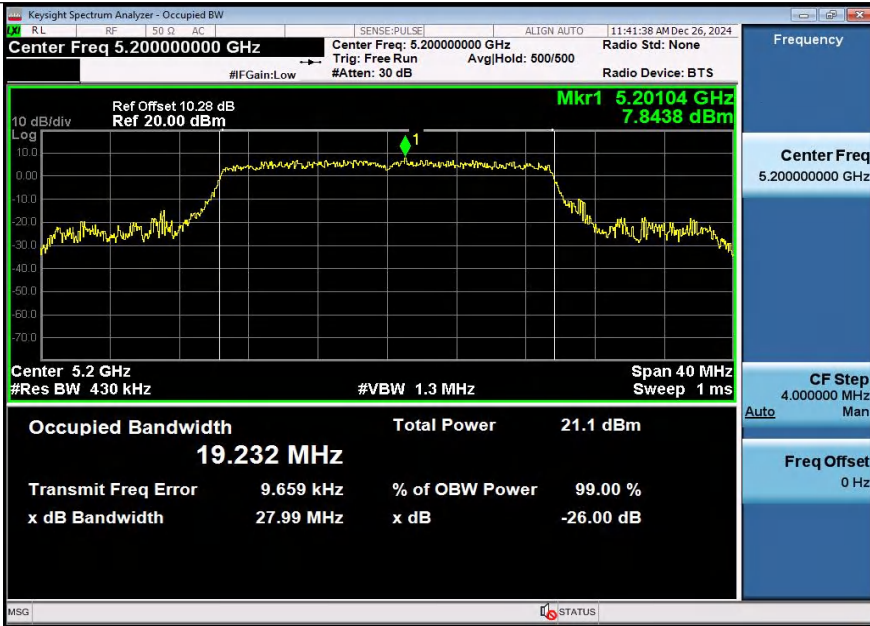 Keysight Spectrum Analyzer - Occupied BW
LXI RL RF 50 Ω AC SENSE:PULSE ALIGN AUTO 11:41:38 AM Dec 26, 2024
Center Freq 5.200000000 GHz
Center Freq: 5.200000000 GHz Radio Std: None
Trig: Free Run Avg|Hold: 500/500
#IFGain:Low #Atten: 30 dB Radio Device: BTS
Frequency
Ref Offset 10.28 dB Mkr1 5.20104 GHz
10 dB/div Ref 20.00 dBm 7.8438 dBm
Log
1
10.0
0.00
-10.0
-20.0
-30.0
-40.0
-50.0
-60.0
-70.0
Center 5.2 GHz Span 40 MHz
#Res BW 430 kHz #VBW 1.3 MHz Sweep 1 ms
Occupied Bandwidth Total Power 21.1 dBm
19.232 MHz
Transmit Freq Error 9.659 kHz % of OBW Power 99.00 %
x dB Bandwidth 27.99 MHz x dB -26.00 dB
Center Freq
5.200000000 GHz
CF Step
4.000000 MHz
Auto Man
Freq Offset
0 Hz
MSG STATUS